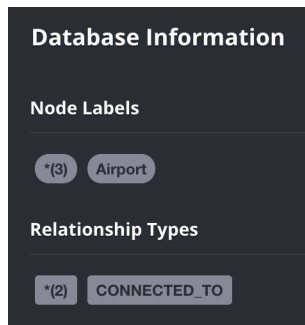 Database Information
Node Labels
*(3) Airport
Relationship Types
*(2) CONNECTED_TO